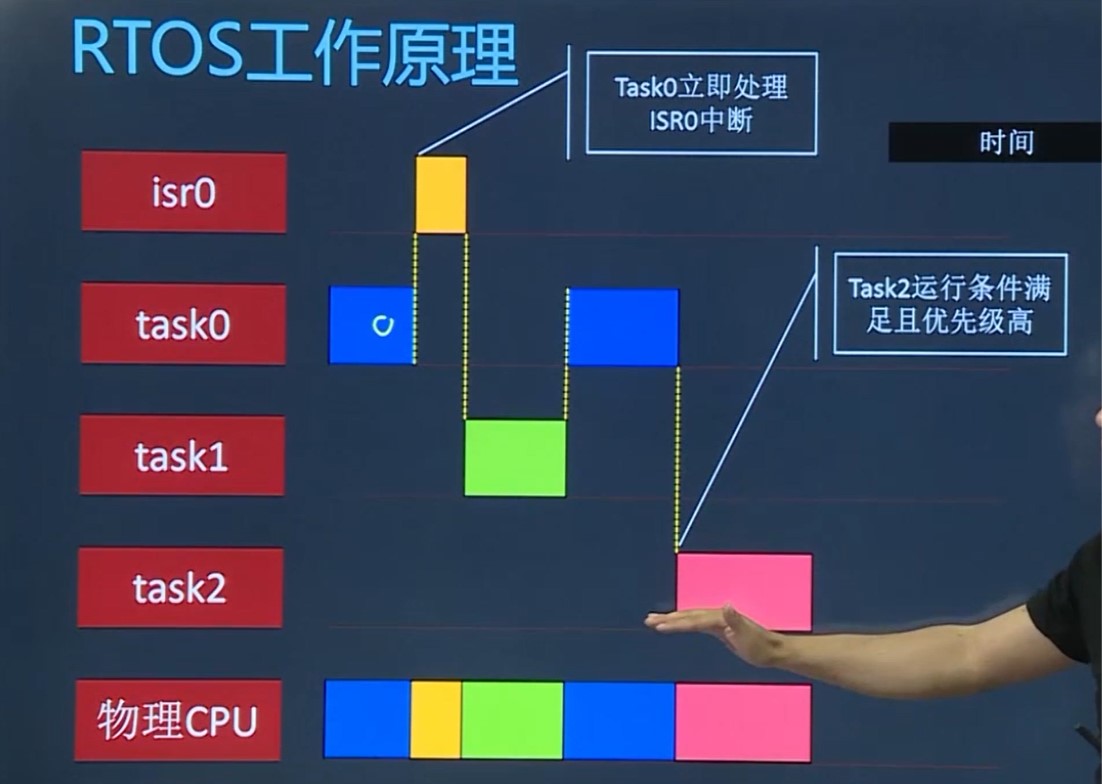 RTOS工作原理
Task0立即处理
ISR0中断
时间
isr0
task0
Task2运行条件满
足且优先级高
task1
task2
物理CPU